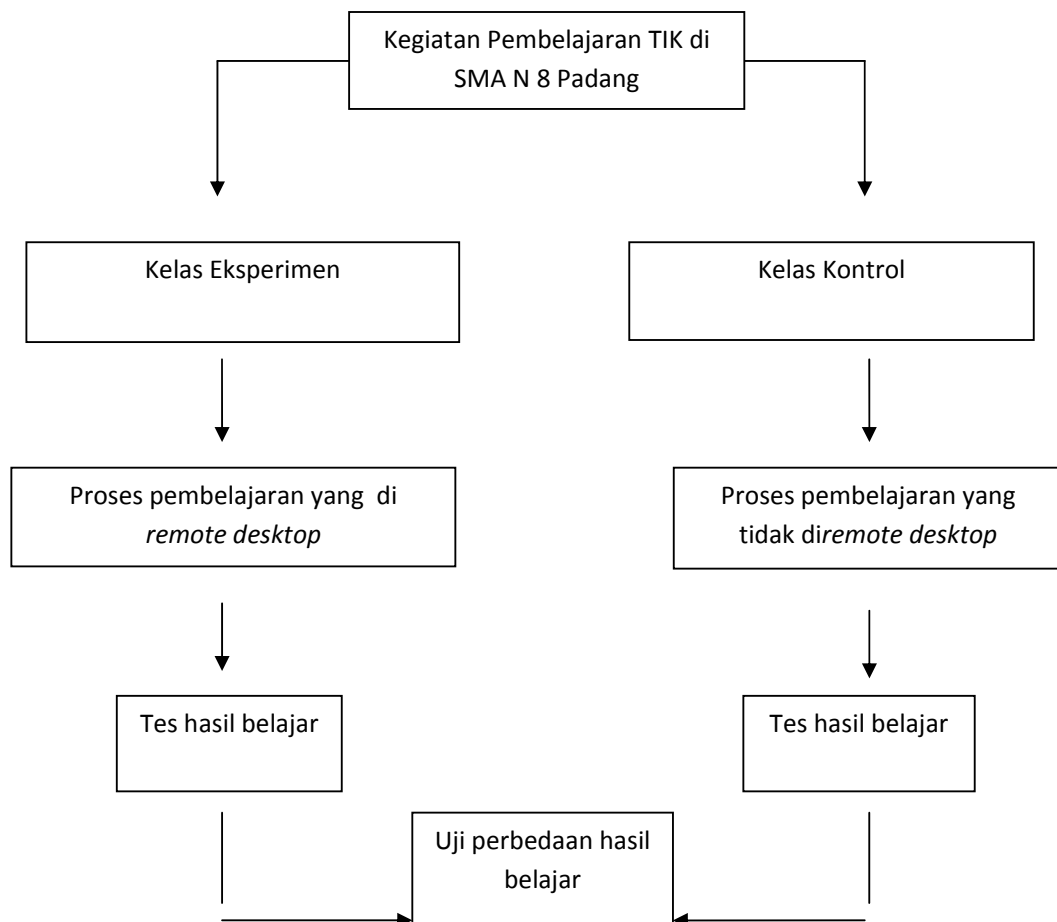 Kegiatan Pembelajaran TIK di
SMA N 8 Padang
Kelas Eksperimen
Kelas Kontrol
Proses pembelajaran yang  di
remote desktop
Proses pembelajaran yang
tidak diremote desktop
Tes hasil belajar
Tes hasil belajar
Uji perbedaan hasil
belajar